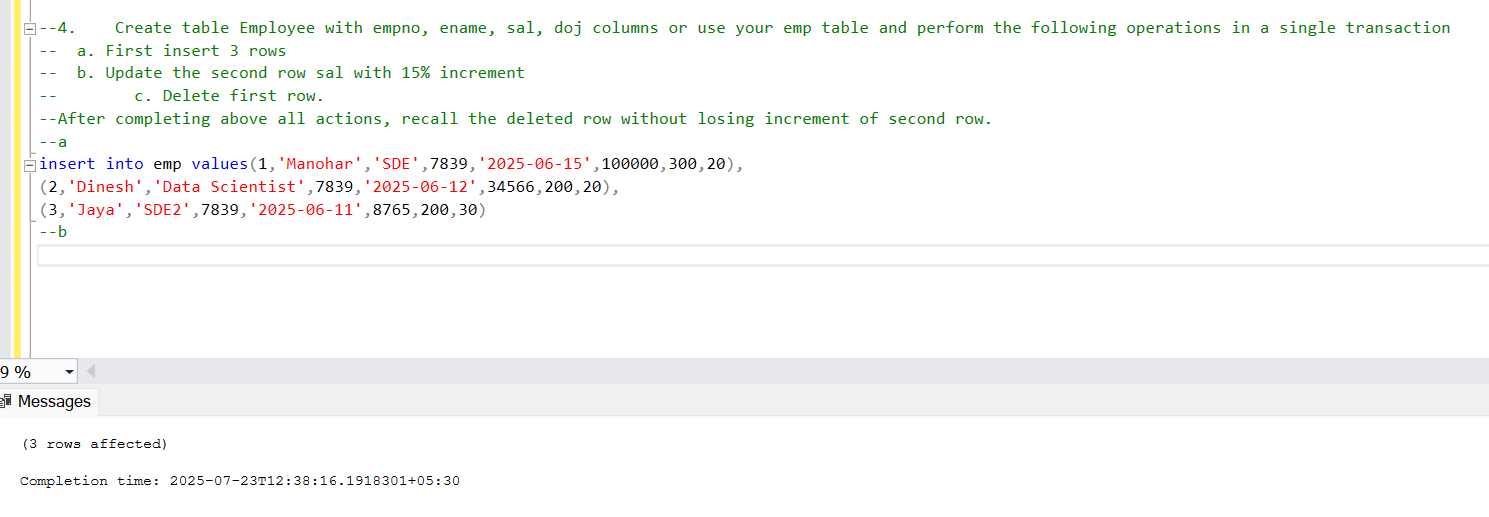 --4.    Create table Employee with empno, ename, sal, doj columns or use your emp table and perform the following operations in a single transaction
--  a. First insert 3 rows
--  b. Update the second row sal with 15% increment
--        c. Delete first row.
--After completing above all actions, recall the deleted row without losing increment of second row.
--a
insert into emp values(1,'Manohar','SDE',7839,'2025-06-15',100000,300,20),
(2,'Dinesh','Data Scientist',7839,'2025-06-12',34566,200,20),
(3,'Jaya','SDE2',7839,'2025-06-11',8765,200,30)
--b
9 %
Messages
(3 rows affected)
Completion time: 2025-07-23T12:38:16.1918301+05:30